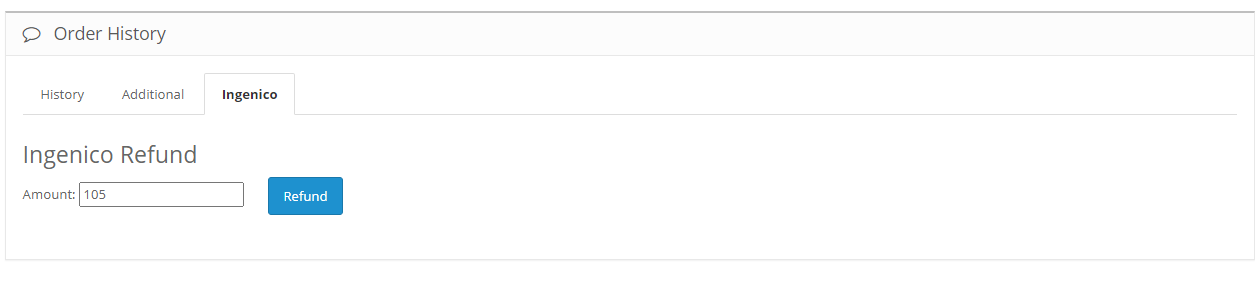 Order History
History Additional Ingenico
Ingenico Refund
Amount: 105 Refund